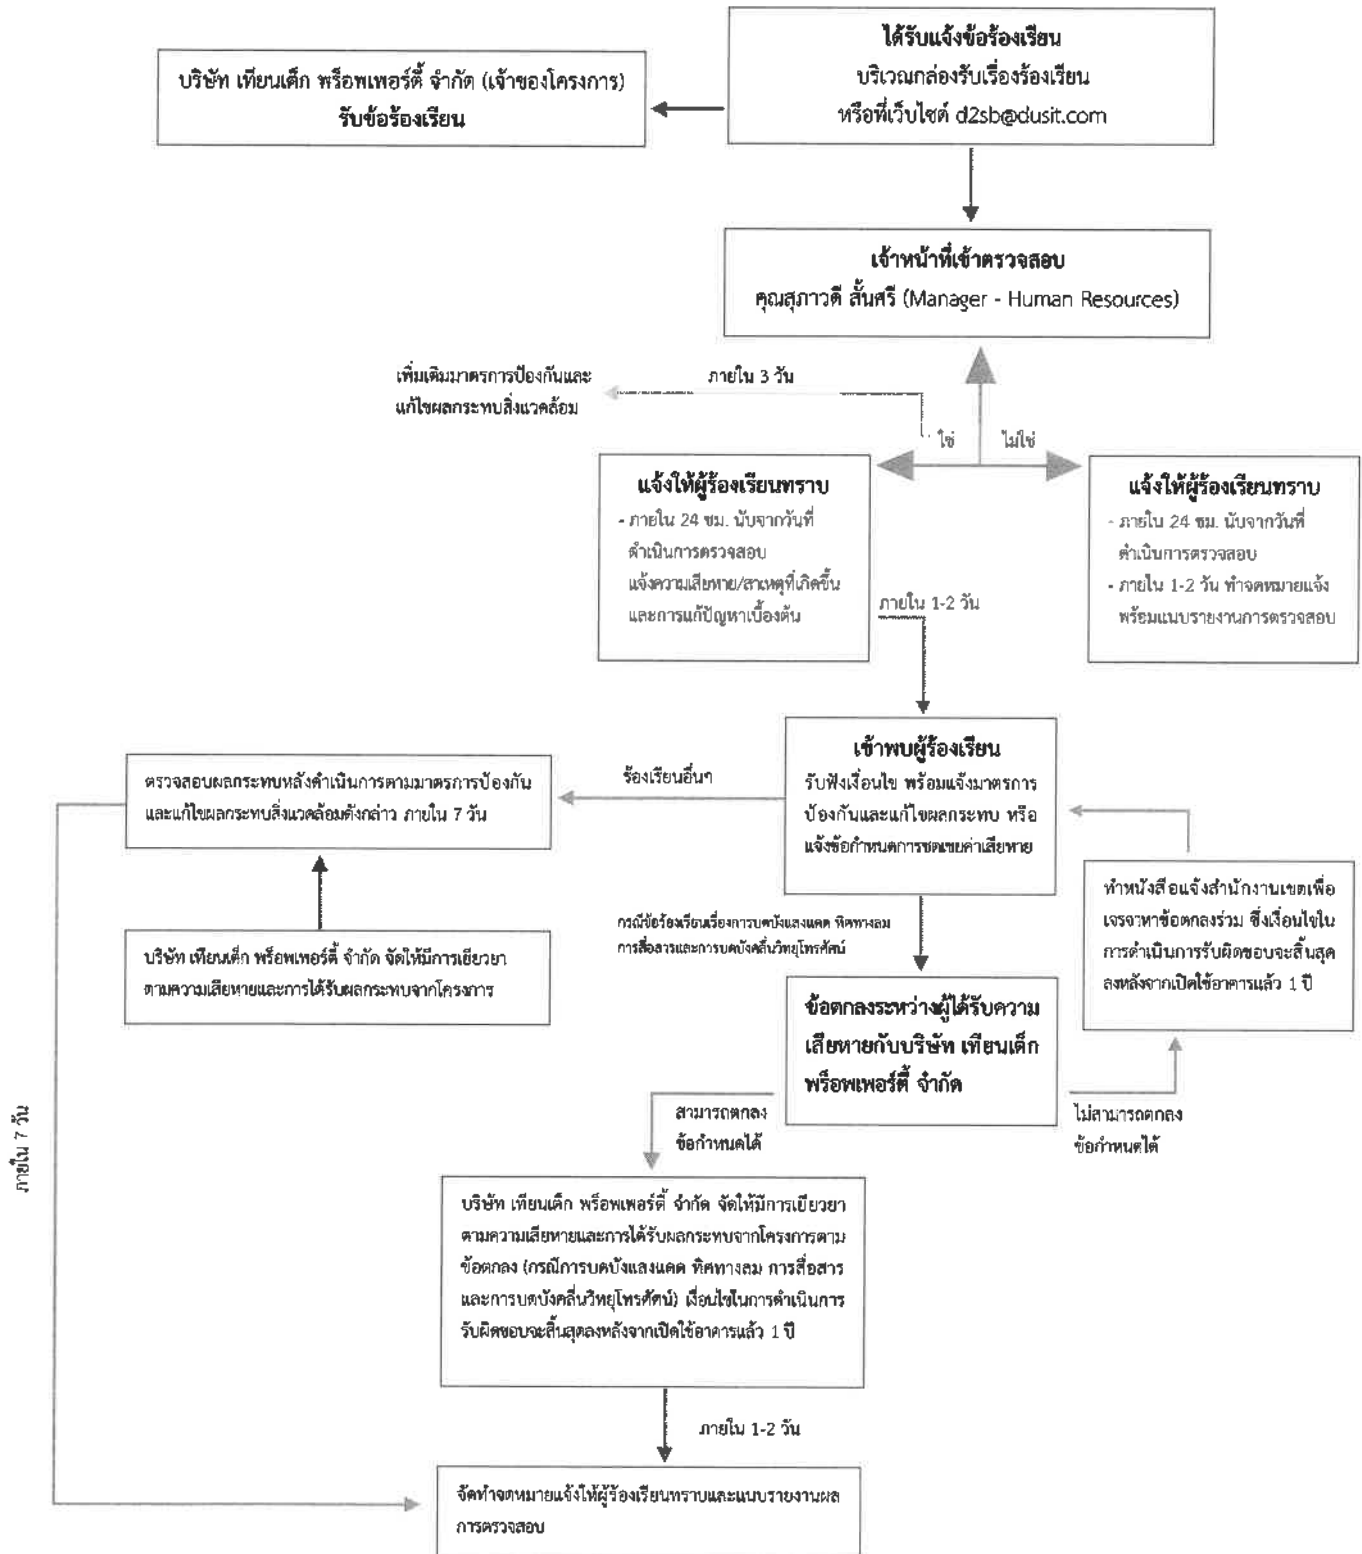 ได้รับแจ้งข้อร้องเรียน
บริเวณกล่องรับเรื่องร้องเรียน
หรือที่เว็บไซต์ d2sb@dusit.com
บริษัท เทียนเต็ก พร็อพเพอร์ตี้ จำกัด (เจ้าของโครงการ)
รับข้อร้องเรียน
เจ้าหน้าที่เข้าตรวจสอบ
คุณสุภาวดี สั้นศรี (Manager - Human Resources)
เพิ่มเติมมาตรการป้องกันและ
แก้ไขผลกระทบสิ่งแวดล้อม
ภายใน 3 วัน
ใช่
ไม่ใช่
แจ้งให้ผู้ร้องเรียนทราบ
- ภายใน 24 ชม. นับจากวันที่
ดำเนินการตรวจสอบ
แจ้งความเสียหาย/สาเหตุที่เกิดขึ้น
และการแก้ปัญหาเบื้องต้น
แจ้งให้ผู้ร้องเรียนทราบ
- ภายใน 24 ชม. นับจากวันที่
ดำเนินการตรวจสอบ
- ภายใน 1-2 วัน ทำจดหมายแจ้ง
พร้อมแนบรายงานการตรวจสอบ
ภายใน 1-2 วัน
เข้าพบผู้ร้องเรียน
รับฟังเงื่อนไข พร้อมแจ้งมาตรการ
ป้องกันและแก้ไขผลกระทบ หรือ
แจ้งข้อกำหนดการชดเชยค่าเสียหาย
ร้องเรียนอื่นๆ
ตรวจสอบผลกระทบหลังดำเนินการตามมาตรการป้องกัน
และแก้ไขผลกระทบสิ่งแวดล้อมดังกล่าว ภายใน 7 วัน
บริษัท เทียนเต็ก พร็อพเพอร์ตี้ จำกัด จัดให้มีการเยียวยา
ตามความเสียหายและการได้รับผลกระทบจากโครงการ
กรณีข้อร้องเรียนเรื่องการบดบังแสงแดด ทิศทางลม
การสื่อสารและการบดบังคลื่นวิทยุโทรทัศน์
ทำหนังสือแจ้งสำนักงานเขตเพื่อ
เจรจาหาข้อตกลงร่วม ซึ่งเงื่อนไขใน
การดำเนินการรับผิดชอบจะสิ้นสุด
ลงหลังจากเปิดใช้อาคารแล้ว 1 ปี
ข้อตกลงระหว่างผู้ได้รับความ
เสียหายกับบริษัท เทียนเต็ก
พร็อพเพอร์ตี้ จำกัด
สามารถตกลง
ข้อกำหนดได้
ไม่สามารถตกลง
ข้อกำหนดได้
ภายใน 7 วัน
บริษัท เทียนเต็ก พร็อพเพอร์ตี้ จำกัด จัดให้มีการเยียวยา
ตามความเสียหายและการได้รับผลกระทบจากโครงการตาม
ข้อตกลง (กรณีการบดบังแสงแดด ทิศทางลม การสื่อสาร
และการบดบังคลื่นวิทยุโทรทัศน์) เงื่อนไขในการดำเนินการ
รับผิดชอบจะสิ้นสุดลงหลังจากเปิดใช้อาคารแล้ว 1 ปี
ภายใน 1-2 วัน
จัดทำจดหมายแจ้งให้ผู้ร้องเรียนทราบและแนบรายงานผล
การตรวจสอบ